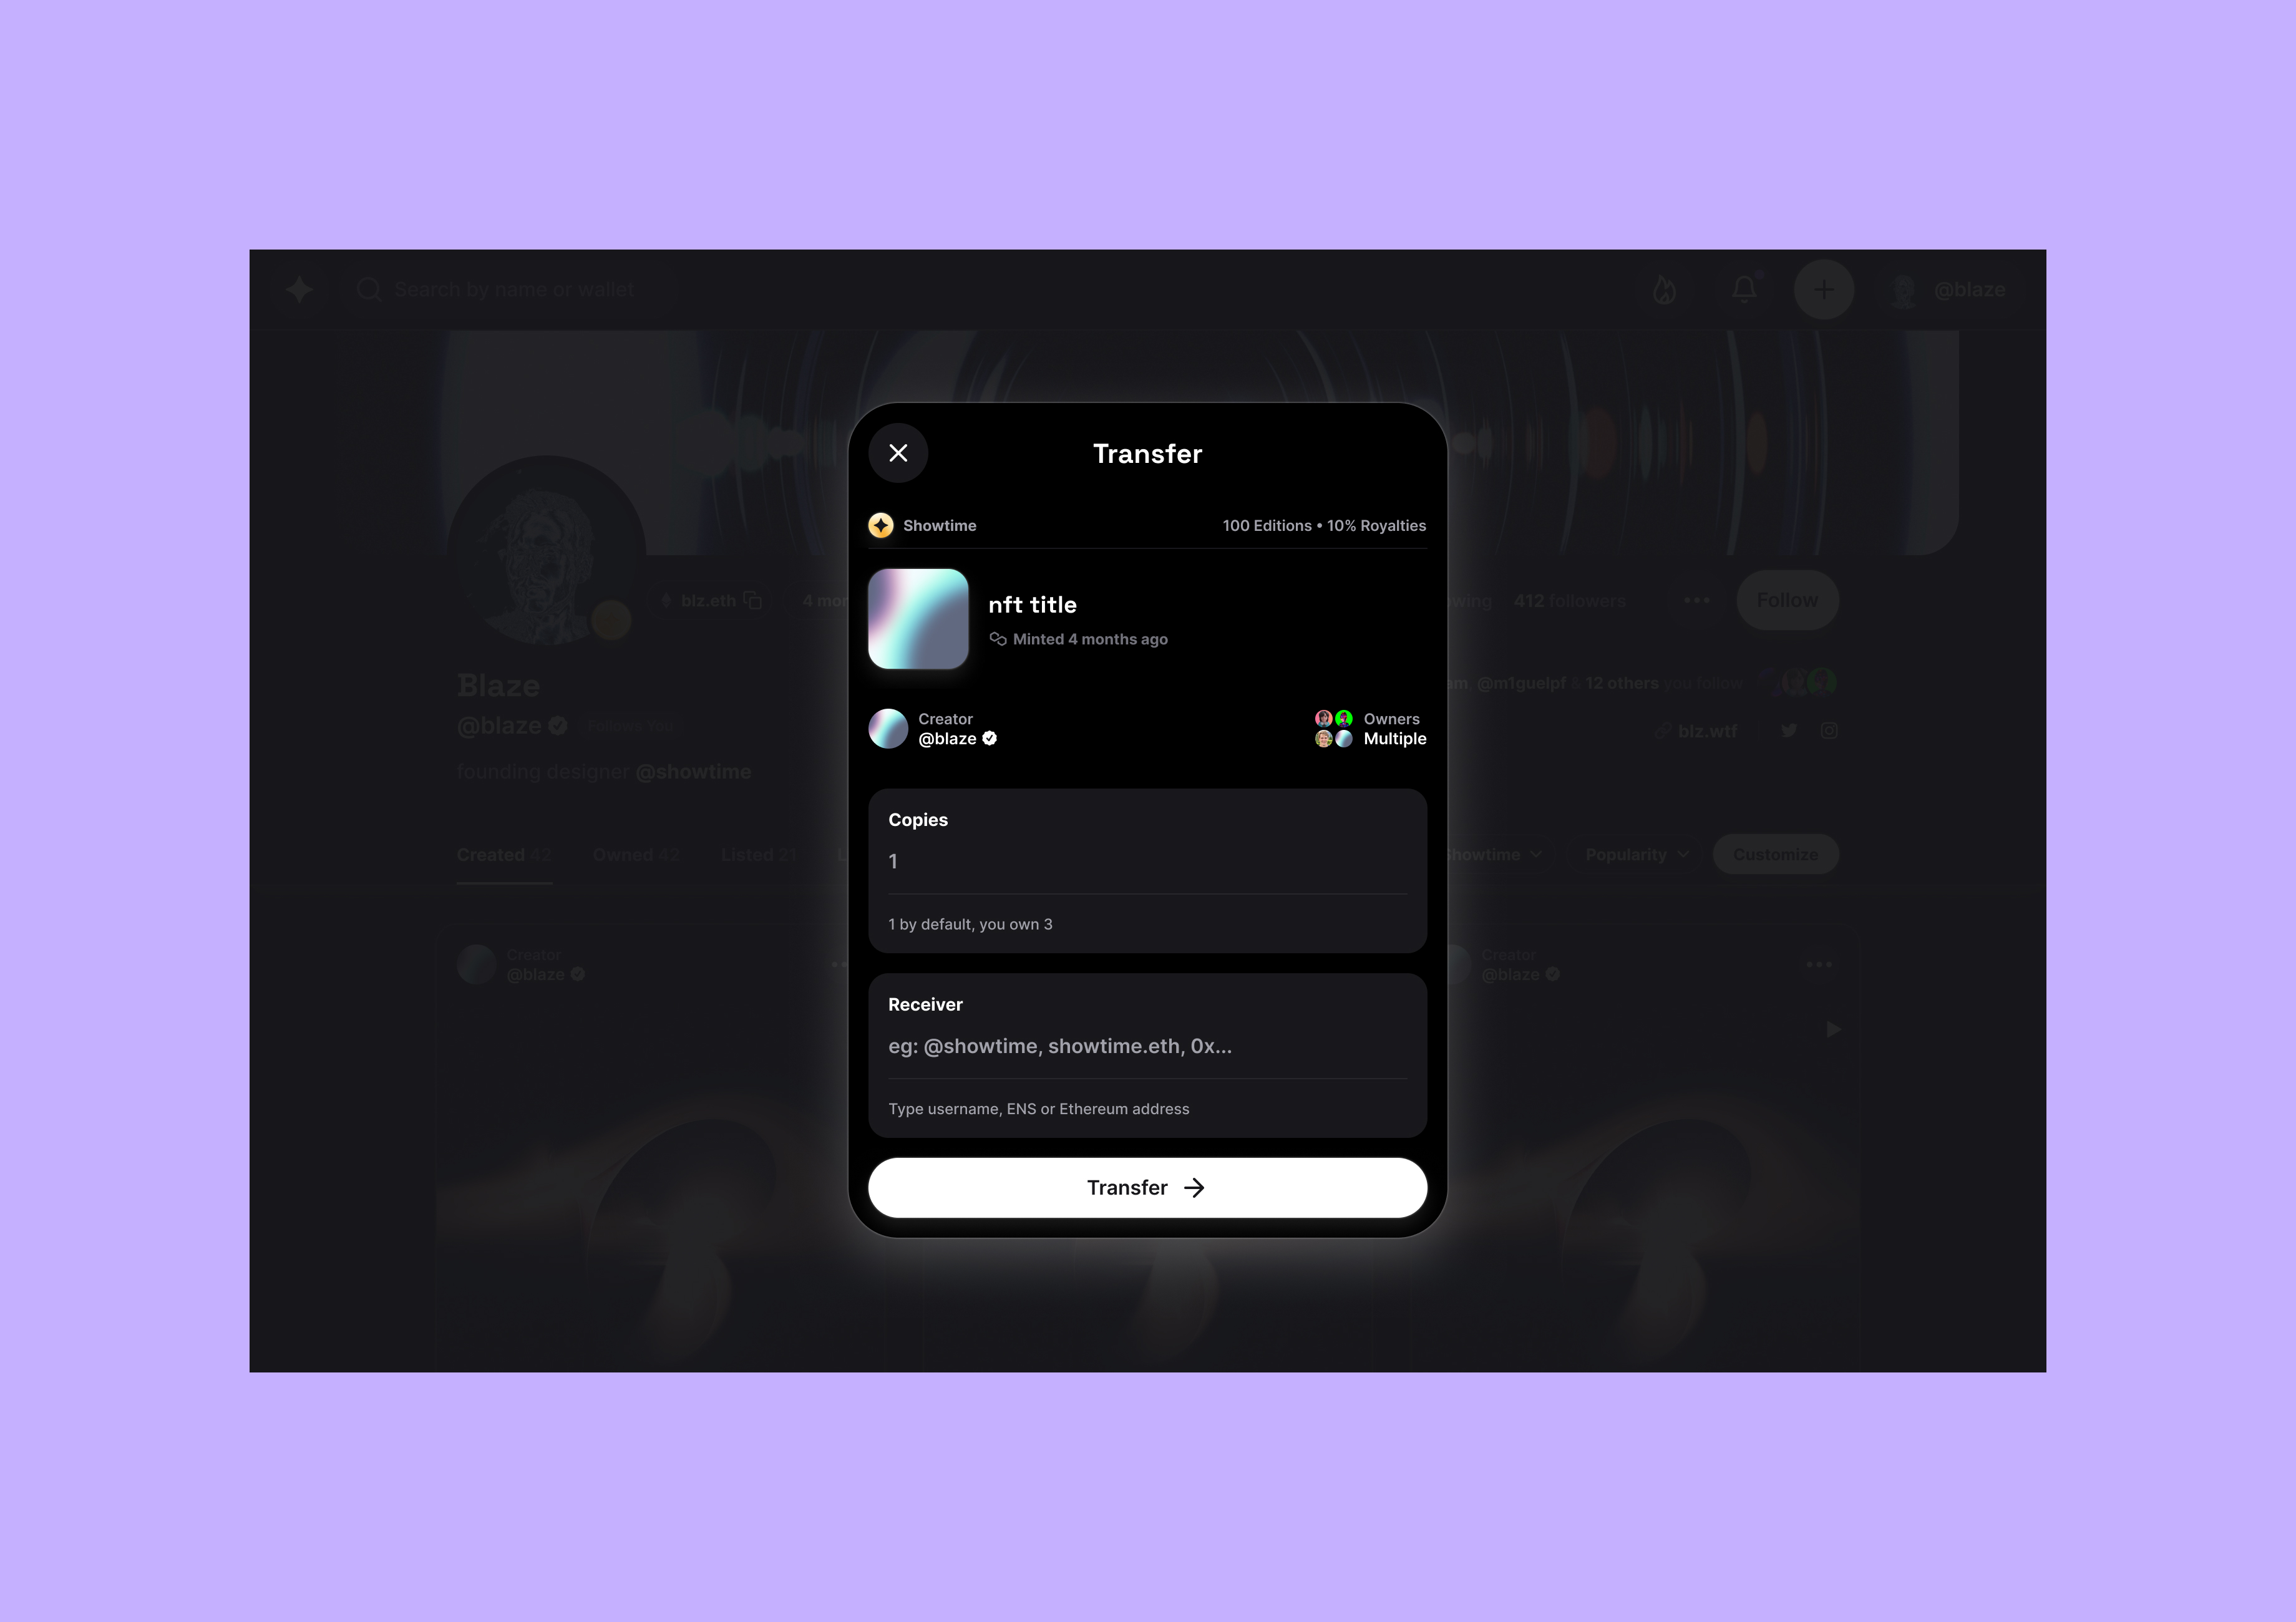 Search by name or wallet
@blaze
Transfer
Showtime
100 Editions • 10% Royalties
nft title
Minted 4 months ago
blz.eth
4 mon
412 followers
Follow
Blaze
@m1guelpf & 12 others you follow
@blaze
Follows You
Creator
@blaze
Owners
Multiple
blz.wtf
founding designer @showtime
Copies
1
1 by default, you own 3
Created 42
Owned 42
Listed 21
Showtime
Popularity
Customize
Creator
@blaze
Creator
@blaze
Receiver
eg: @showtime, showtime.eth, 0x...
Type username, ENS or Ethereum address
Transfer